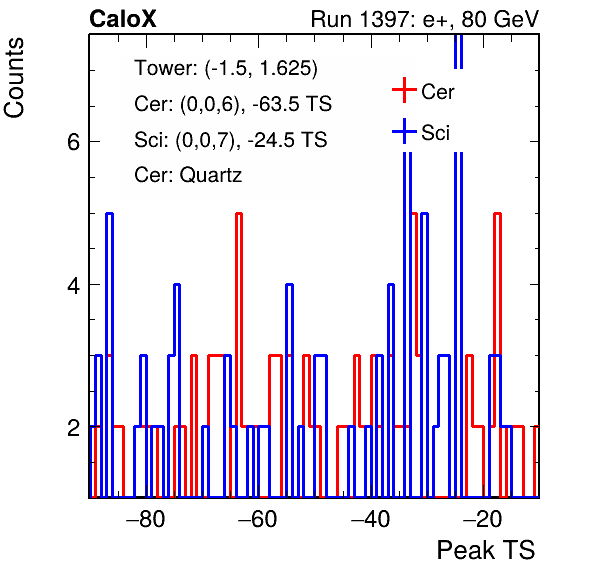 CaloX Run 1397: e+, 80 GeV
Counts
Tower: (-1.5, 1.625)
Cer: (0,0,6), -63.5 TS
Sci: (0,0,7), -24.5 TS
Cer: Quartz
Cer
Sci
6
4
2
−80 −60 −40 −20
Peak TS